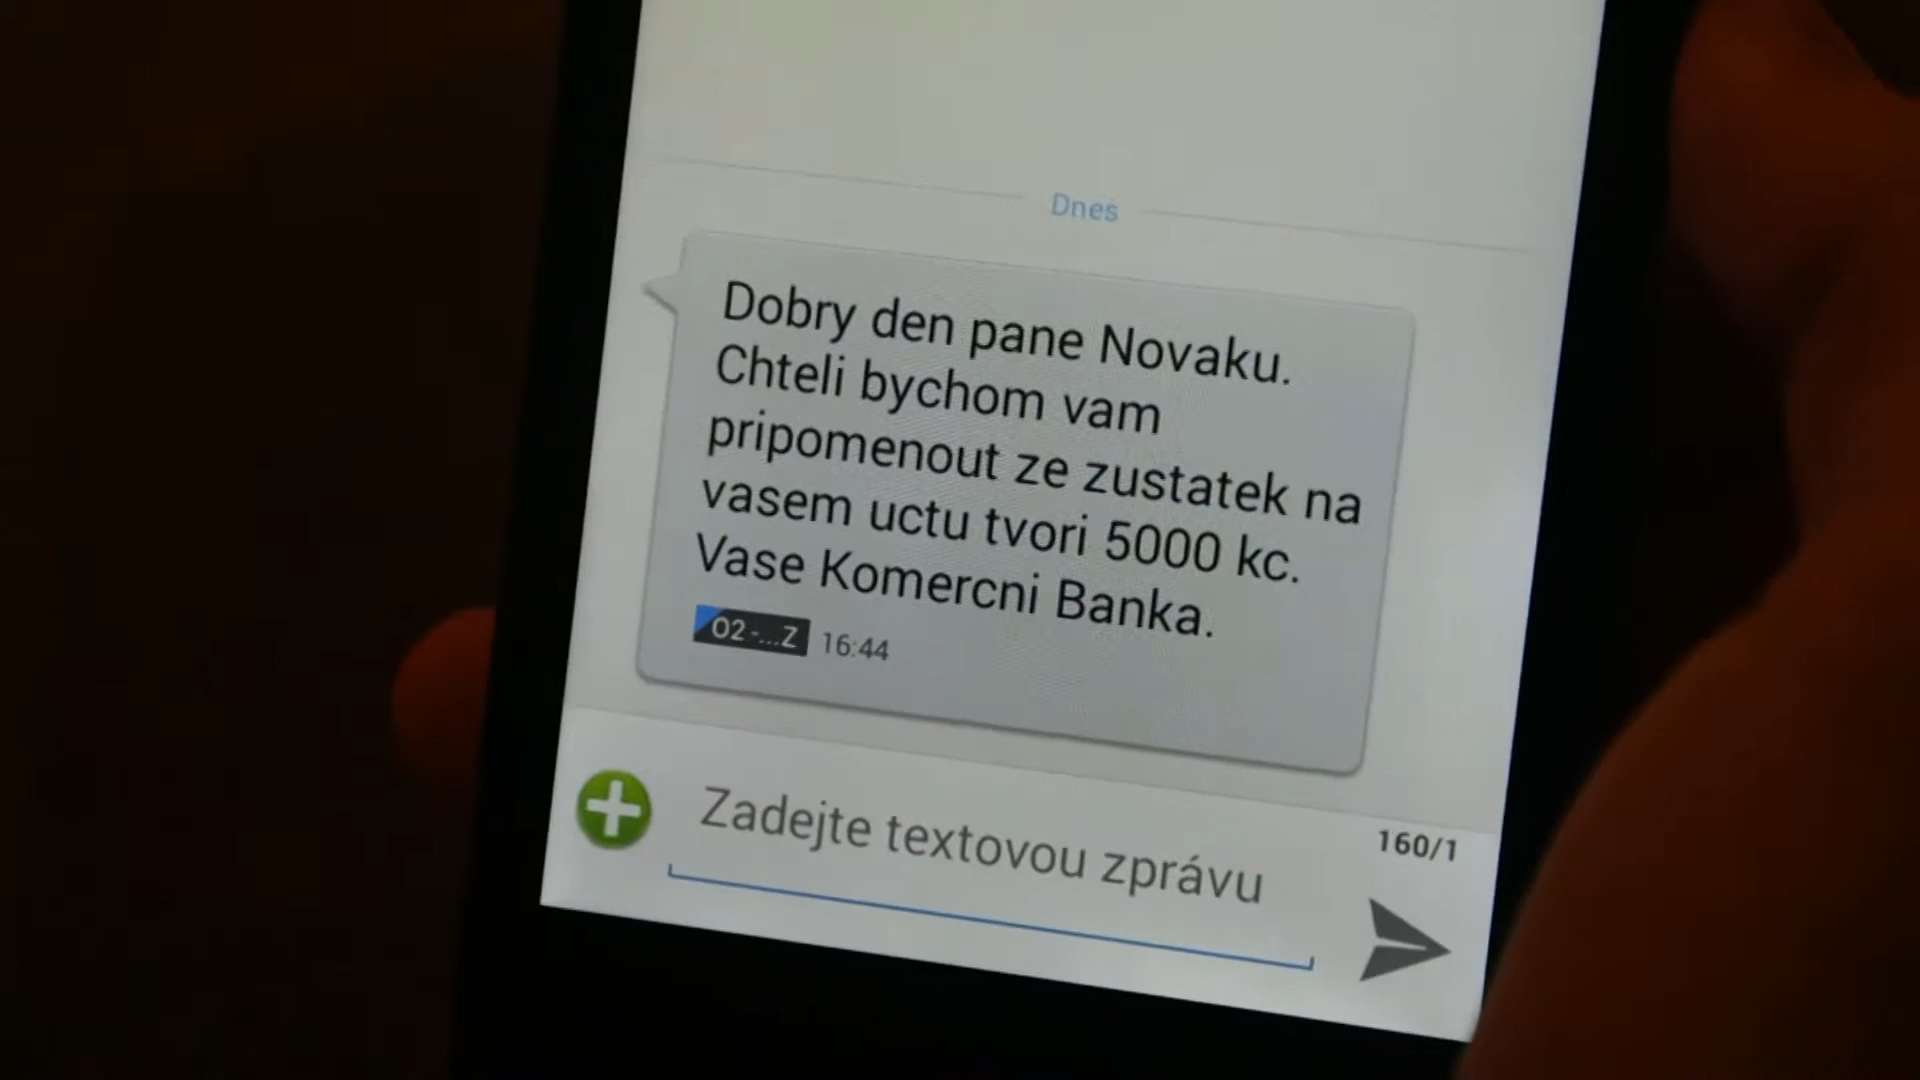 Dnes
Dobry den pane Novaku.
Chteli bychom vam
pripomenout ze zustatek na
vasem uctu tvori 5000 kc.
Vase Komercni Banka.
O2 -...Z 16:44
Zadejte textovou zprávu
160/1